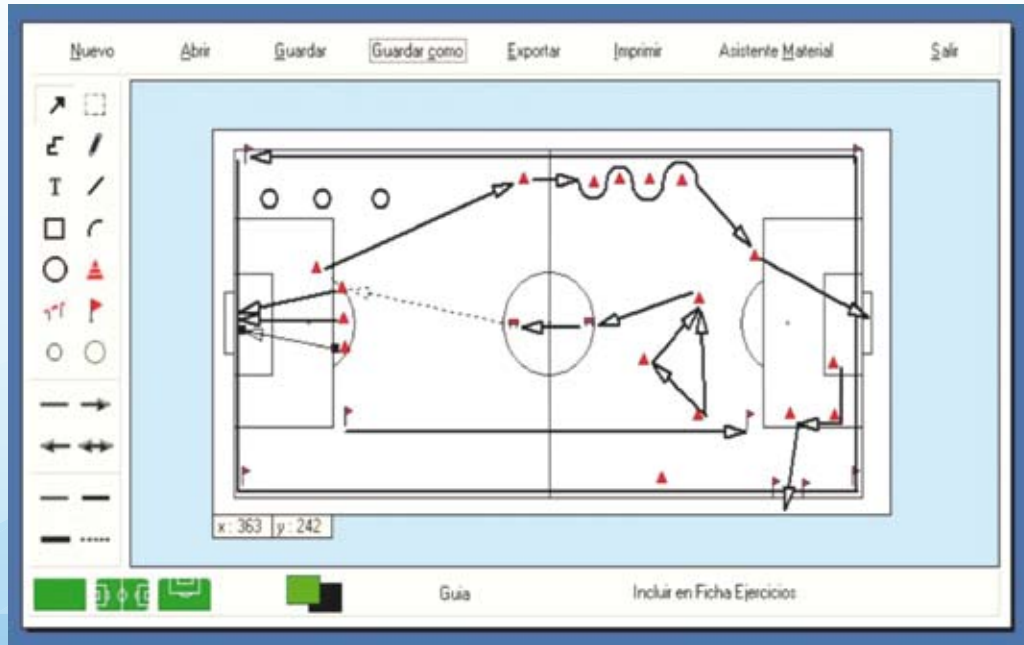 Nuevo Abrir Guardar Guardar como Exportar Imprimir Asistente Material Salir
T
x : 363 y : 242
Guia Incluir en Ficha Ejercicios